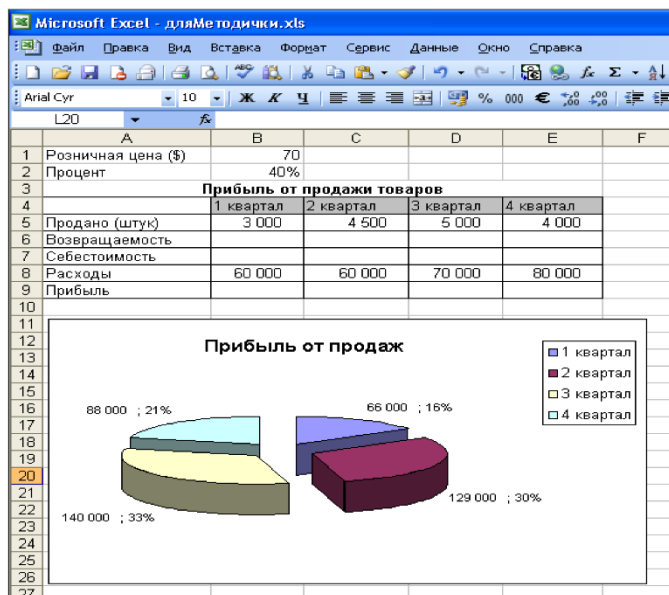 Microsoft Excel - дляМетодички.xls
Файл Правка Вид Вставка Формат Сервис Данные Окно Справка
Arial Cyr 10 Ж К Ч % 000 €
L20 fx
A B C D E F
1 Розничная цена ($) 70
2 Процент 40%
3 Прибыль от продажи товаров
4 1 квартал 2 квартал 3 квартал 4 квартал
5 Продано (штук) 3 000 4 500 5 000 4 000
6 Возвращаемость
7 Себестоимость
8 Расходы 60 000 60 000 70 000 80 000
9 Прибыль
10
11
12
13
14
15
16
17
18
19
20
21
22
23
24
25
26
27
Прибыль от продаж
1 квартал
2 квартал
3 квартал
4 квартал
88 000 ; 21%
66 000 ; 16%
129 000 ; 30%
140 000 ; 33%